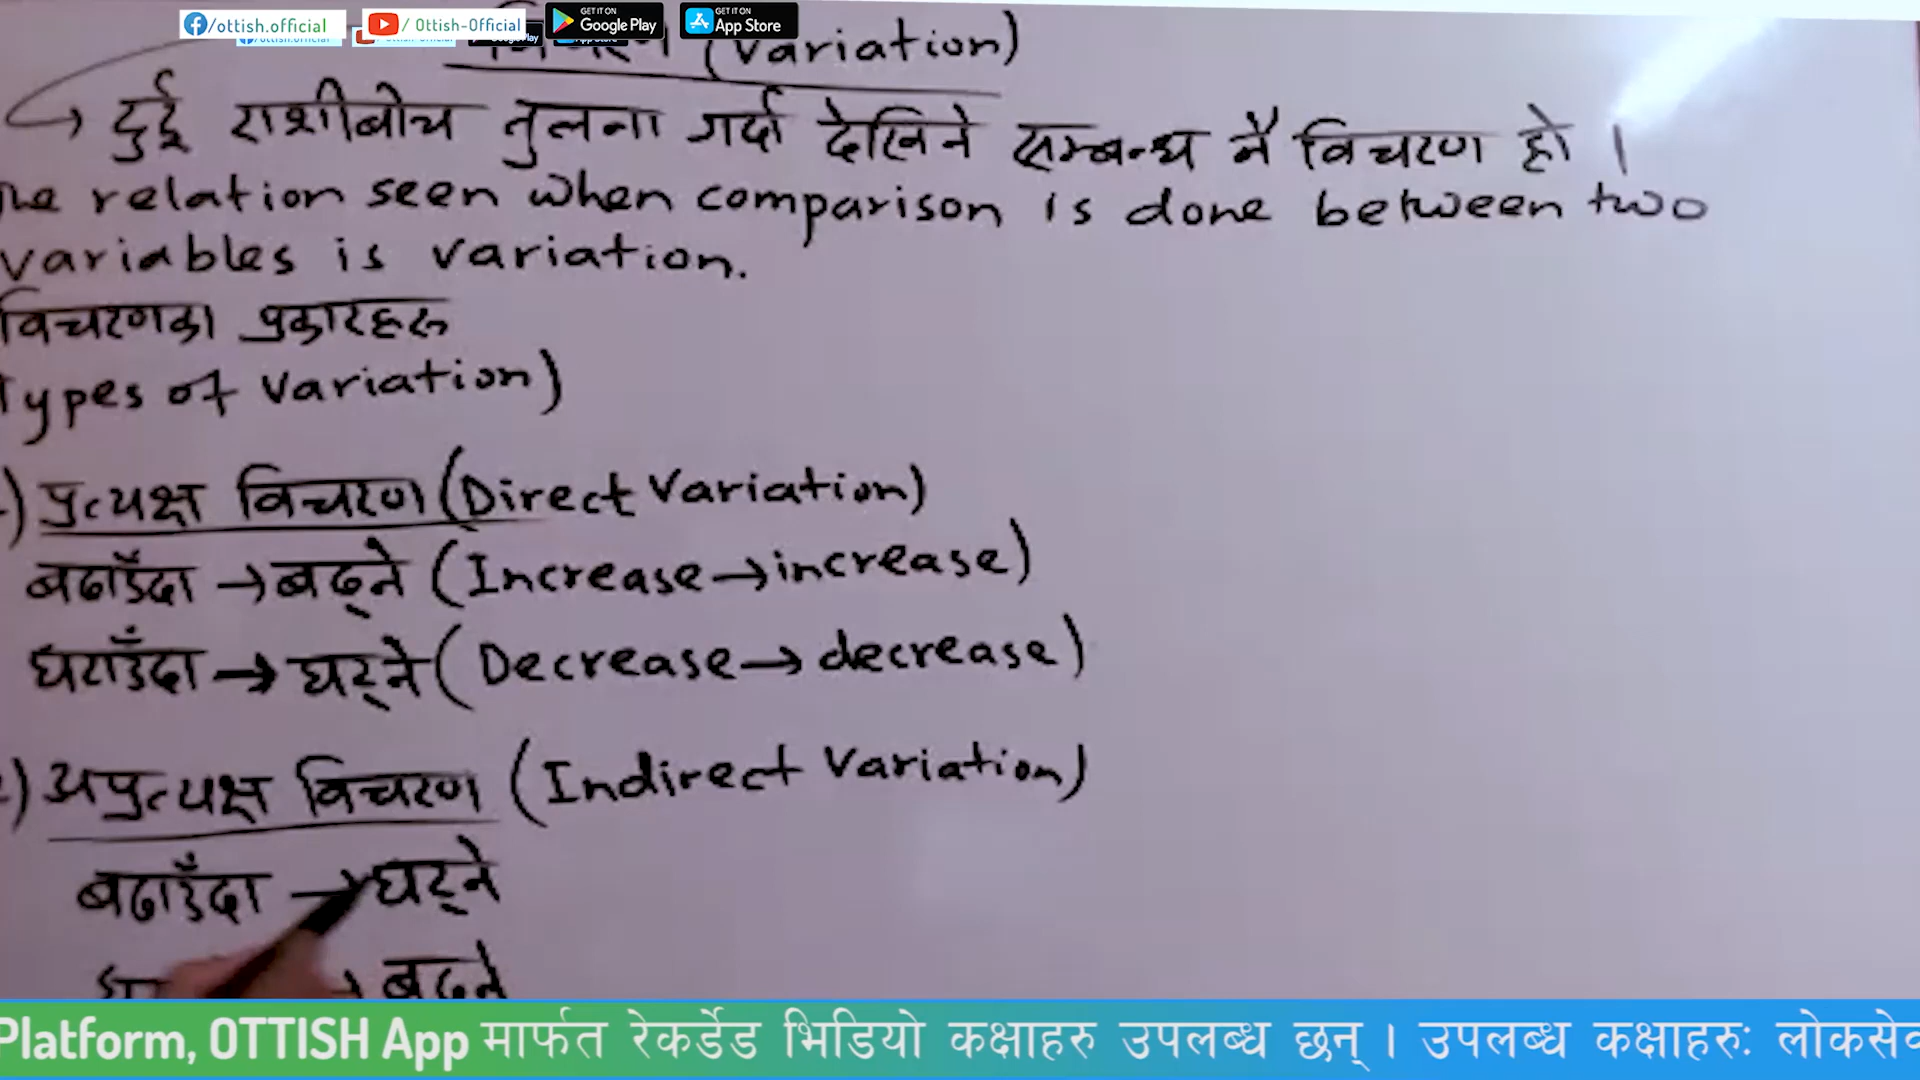 /ottish.official / Ottish-Official GET IT ON Google Play GET IT ON App Store
(Variation)
→ दुई राशीबीच तुलना गर्दा देखिने सम्बन्ध नै विचरण हो ।
The relation seen when comparison is done between two
variables is variation.
विचरणका प्रकारहरू
Types of Variation)
) प्रत्यक्ष विचरण (Direct Variation)
बढाउँदा → बढ्ने (Increase → increase)
घटाउँदा → घट्ने (Decrease → decrease)
) अप्रत्यक्ष विचरण (Indirect Variation)
बढाउँदा → घट्ने
बढ्ने
Platform, OTTISH App मार्फत रेकर्डेड भिडियो कक्षाहरु उपलब्ध छन् । उपलब्ध कक्षाहरु: लोकसेव